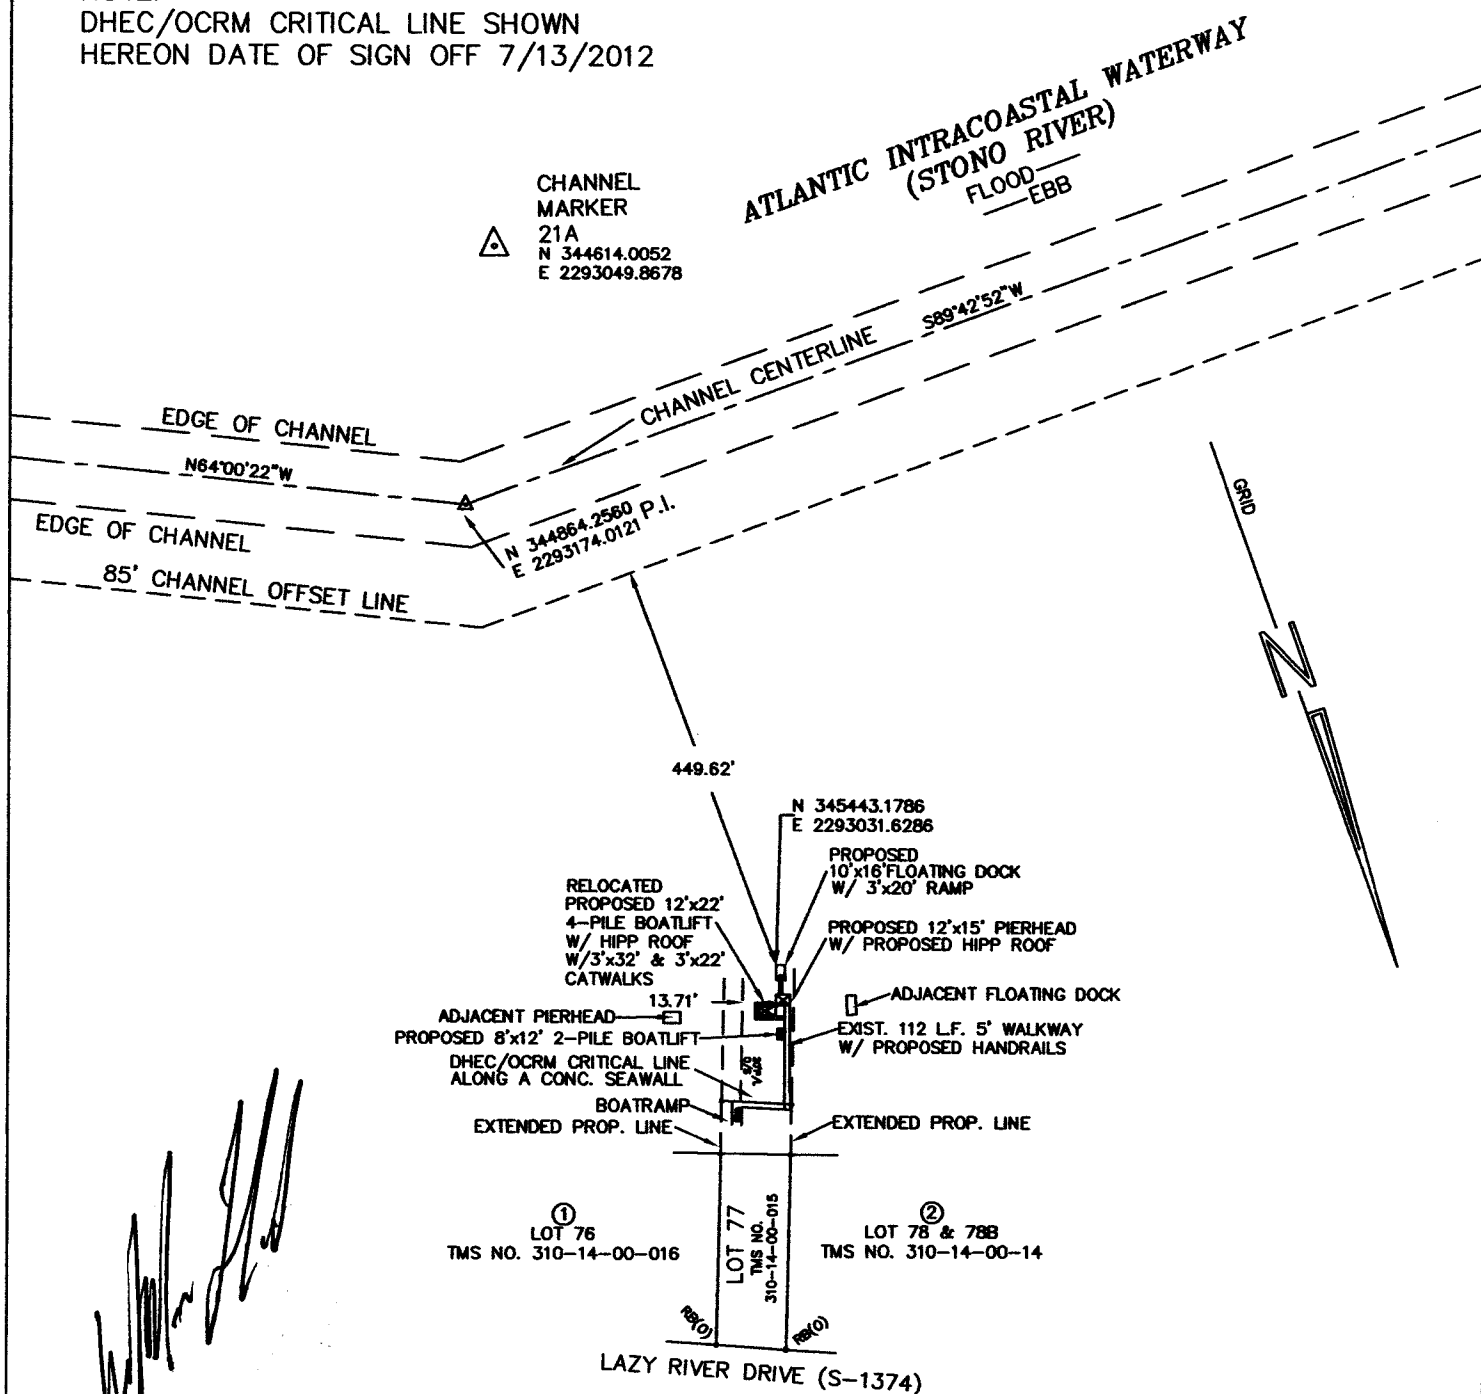 DHEC/OCRM CRITICAL LINE SHOWN
HEREON DATE OF SIGN OFF 7/13/2012
ATLANTIC INTRACOASTAL WATERWAY
(STONO RIVER)
FLOOD
EBB
CHANNEL
MARKER
21A
N 344614.0052
E 2293049.8678
S89°42'52"W
CHANNEL CENTERLINE
EDGE OF CHANNEL
N64°00'22"W
EDGE OF CHANNEL
N 344864.2560 P.I.
E 2293174.0121
85' CHANNEL OFFSET LINE
GRID
N
449.62'
N 345443.1786
E 2293031.6286
PROPOSED
10'x16'FLOATING DOCK
W/ 3'x20' RAMP
RELOCATED
PROPOSED 12'x22'
4-PILE BOATLIFT
W/ HIPP ROOF
W/3'x32' & 3'x22'
CATWALKS
PROPOSED 12'x15' PIERHEAD
W/ PROPOSED HIPP ROOF
13.71'
ADJACENT PIERHEAD
ADJACENT FLOATING DOCK
PROPOSED 8'x12' 2-PILE BOATLIFT
EXIST. 112 L.F. 5' WALKWAY
W/ PROPOSED HANDRAILS
DHEC/OCRM CRITICAL LINE
ALONG A CONC. SEAWALL
BOATRAMP
EXTENDED PROP. LINE
EXTENDED PROP. LINE
1
LOT 76
TMS NO. 310-14-00-016
LOT 77
TMS NO.
310-14-00-015
2
LOT 78 & 78B
TMS NO. 310-14-00-14
RB(O)
RB(O)
LAZY RIVER DRIVE (S-1374)